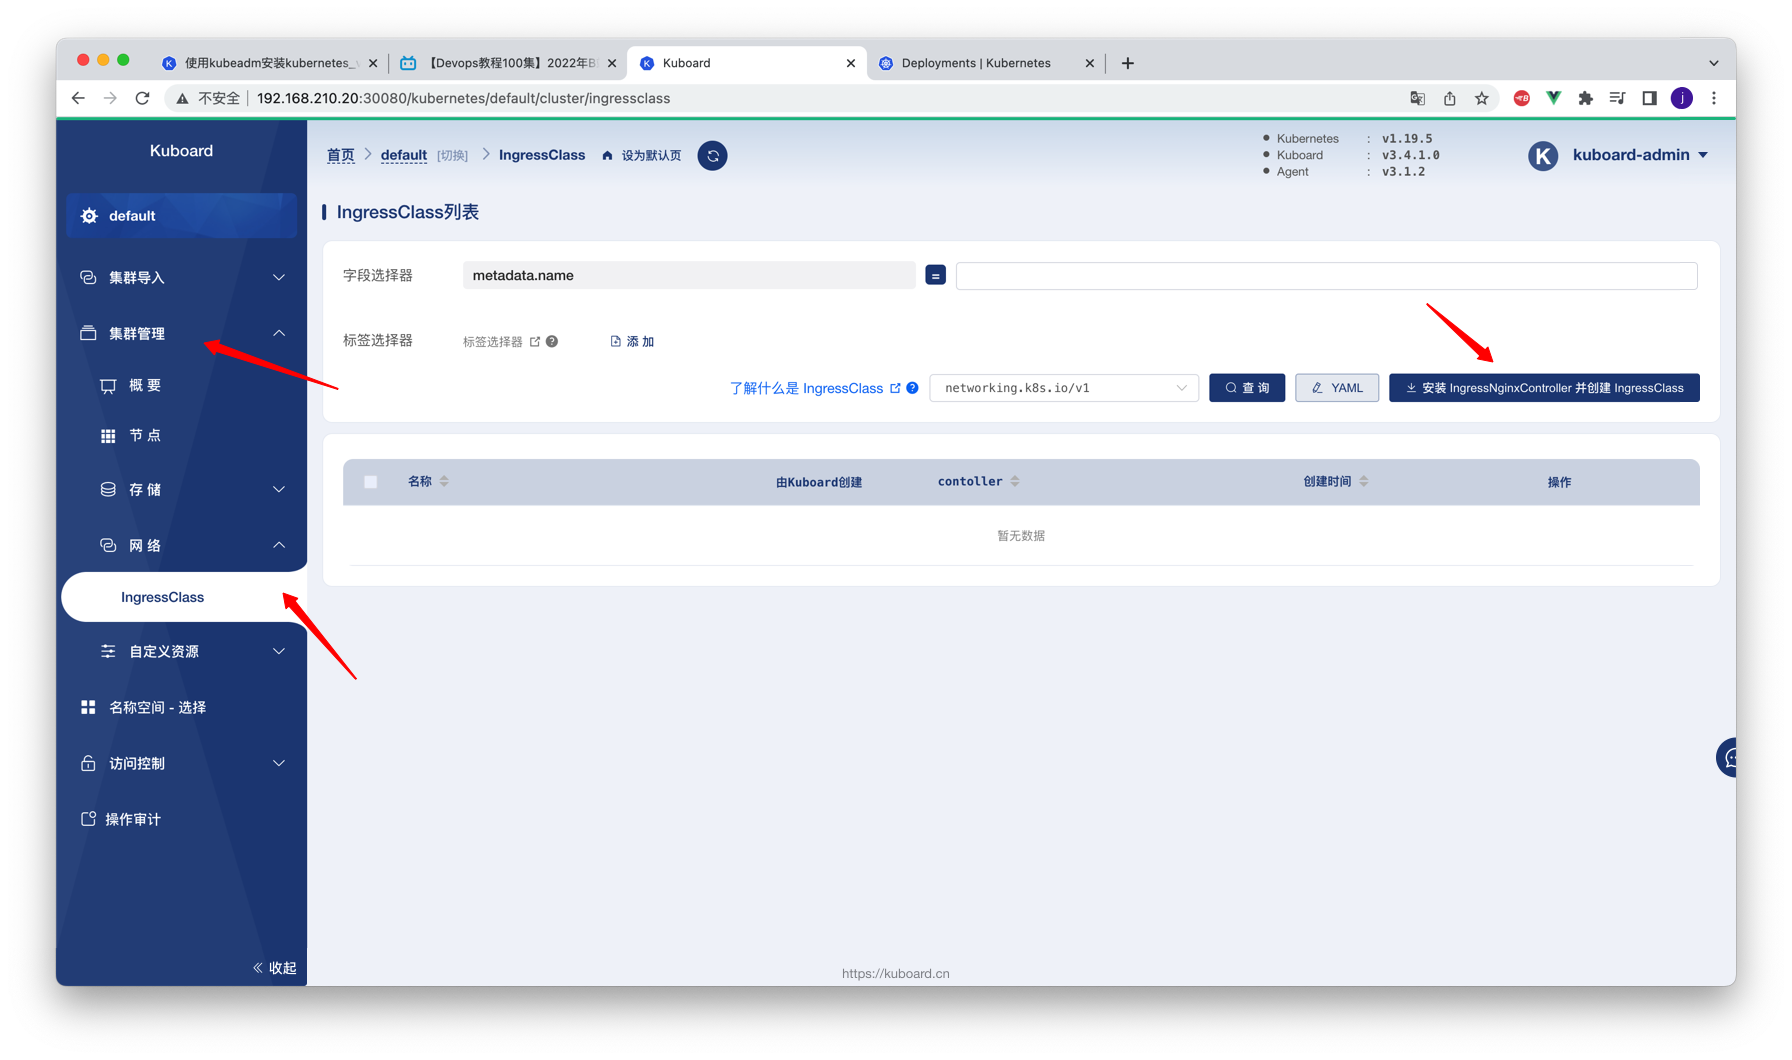 使用kubeadm安装kubernetes_
【Devops教程100集】2022年B
Kuboard
Deployments | Kubernetes
不安全
192.168.210.20:30080/kubernetes/default/cluster/ingressclass
j
Kuboard
default
集群导入
集群管理
概 要
节 点
存 储
网 络
IngressClass
自定义资源
名称空间 - 选择
访问控制
操作审计
收起
首页 default [切换] IngressClass 设为默认页
Kubernetes : v1.19.5
Kuboard : v3.4.1.0
Agent : v3.1.2
K kuboard-admin
IngressClass列表
字段选择器 metadata.name =
标签选择器 标签选择器 添 加
了解什么是 IngressClass networking.k8s.io/v1 查 询 YAML 安装 IngressNginxController 并创建 IngressClass
名称 由Kuboard创建 contoller 创建时间 操作
暂无数据
https://kuboard.cn